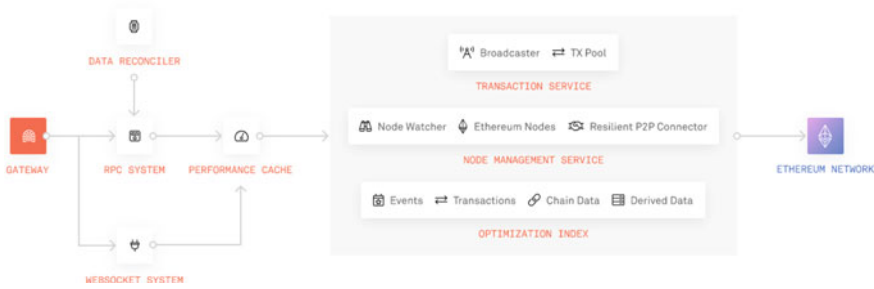 DATA RECONCILER
Broadcaster TX Pool
TRANSACTION SERVICE
GATEWAY
RPC SYSTEM
PERFORMANCE CACHE
Node Watcher Ethereum Nodes Resilient P2P Connector
NODE MANAGEMENT SERVICE
ETHEREUM NETWORK
Events Transactions Chain Data Derived Data
OPTIMIZATION INDEX
WEBSOCKET SYSTEM